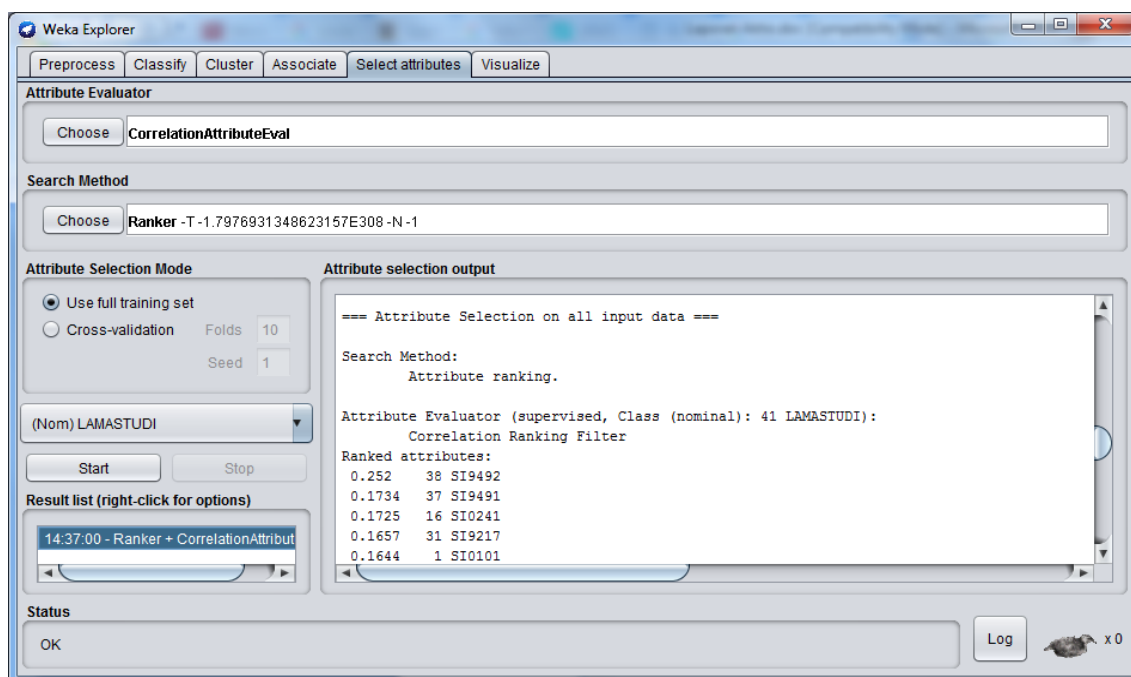 Weka Explorer
Preprocess Classify Cluster Associate Select attributes Visualize
Attribute Evaluator
Choose CorrelationAttributeEval
Search Method
Choose Ranker -T -1.7976931348623157E308 -N -1
Attribute Selection Mode
Use full training set
Cross-validation Folds 10
Seed 1
(Nom) LAMASTUDI
Start Stop
Result list (right-click for options)
14:37:00 - Ranker + CorrelationAttribut
Attribute selection output
=== Attribute Selection on all input data ===
Search Method:
Attribute ranking.
Attribute Evaluator (supervised, Class (nominal): 41 LAMASTUDI):
Correlation Ranking Filter
Ranked attributes:
0.252 38 SI9492
0.1734 37 SI9491
0.1725 16 SI0241
0.1657 31 SI9217
0.1644 1 SI0101
Status
OK
Log x 0